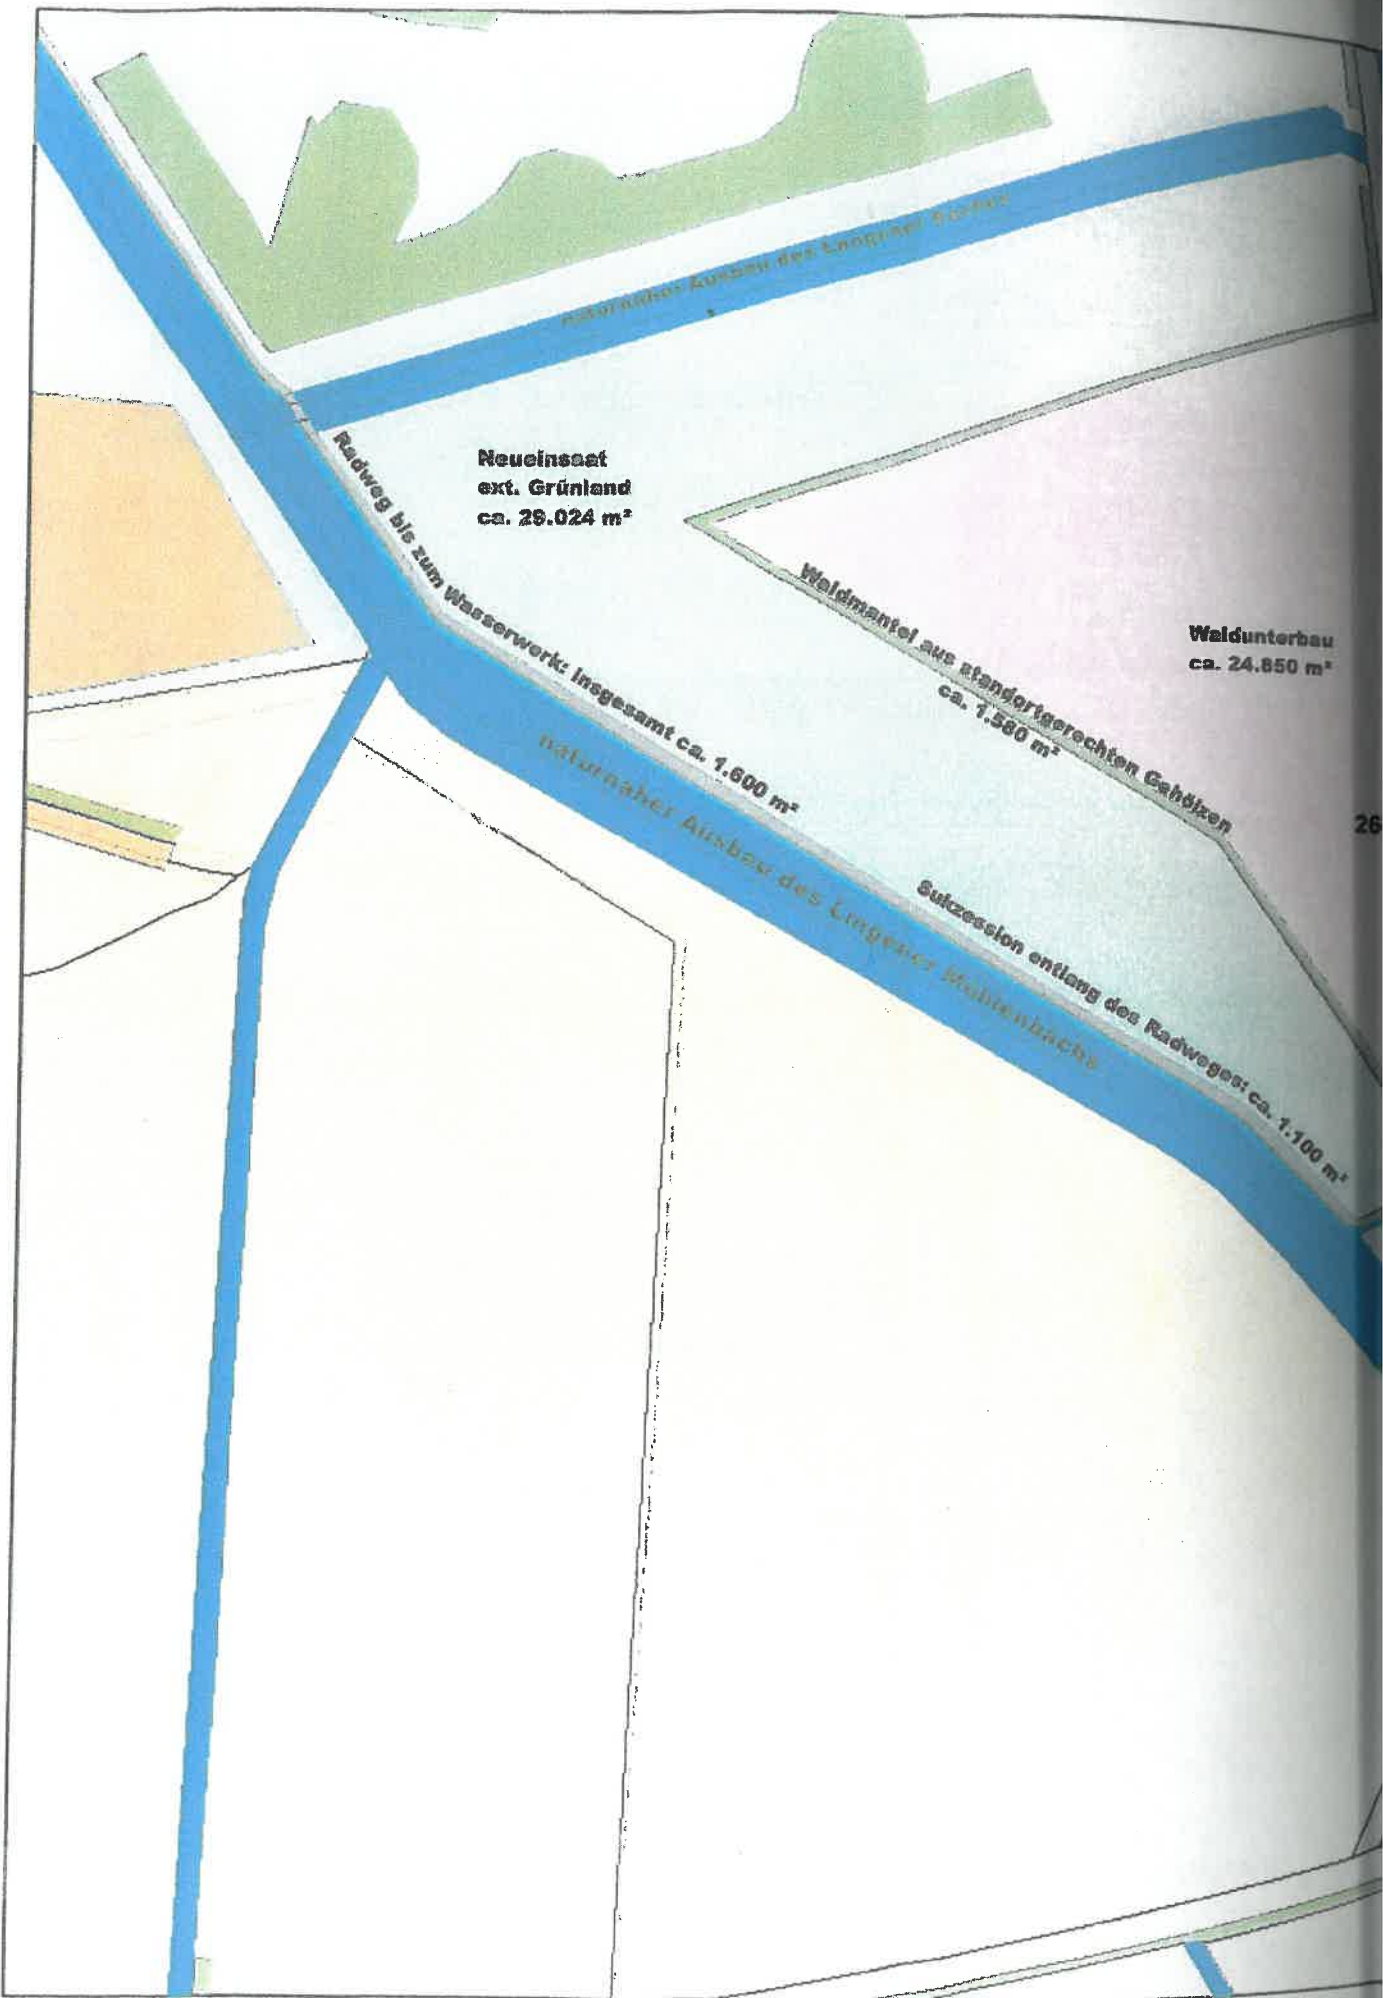 naturnaher Ausbau des
Neueinsaat
ext. Grünland
ca. 29.024 m²
Radweg bis zum Wasserwerk: insgesamt ca. 1.600 m²
Waldmantel aus standortgerechten Gehölzen
ca. 1.580 m²
Waldunterbau
ca. 24.850 m²
naturnaher Ausbau des Lingener Mühlenbachs
26
Sukzession entlang des Radweges: ca. 1.100 m²